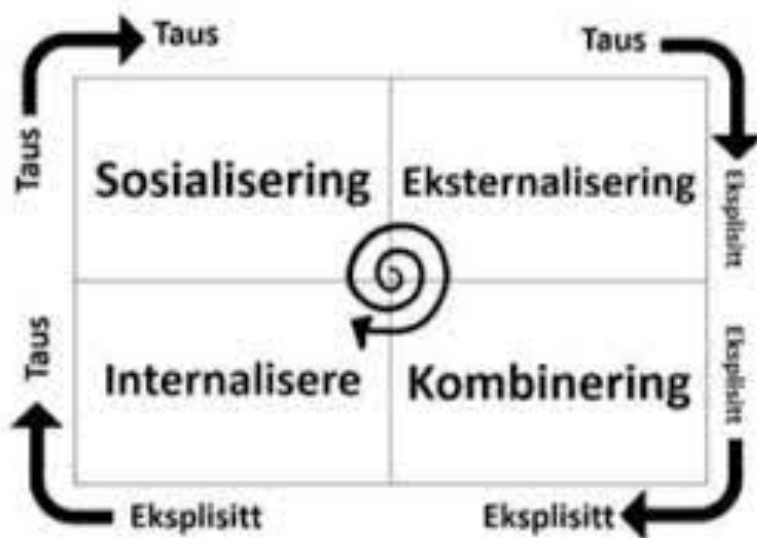 Taus
Taus
Taus
Eksplisitt
Sosialisering
Eksternalisering
Taus
Eksplisitt
Internalisere
Kombinering
Eksplisitt
Eksplisitt